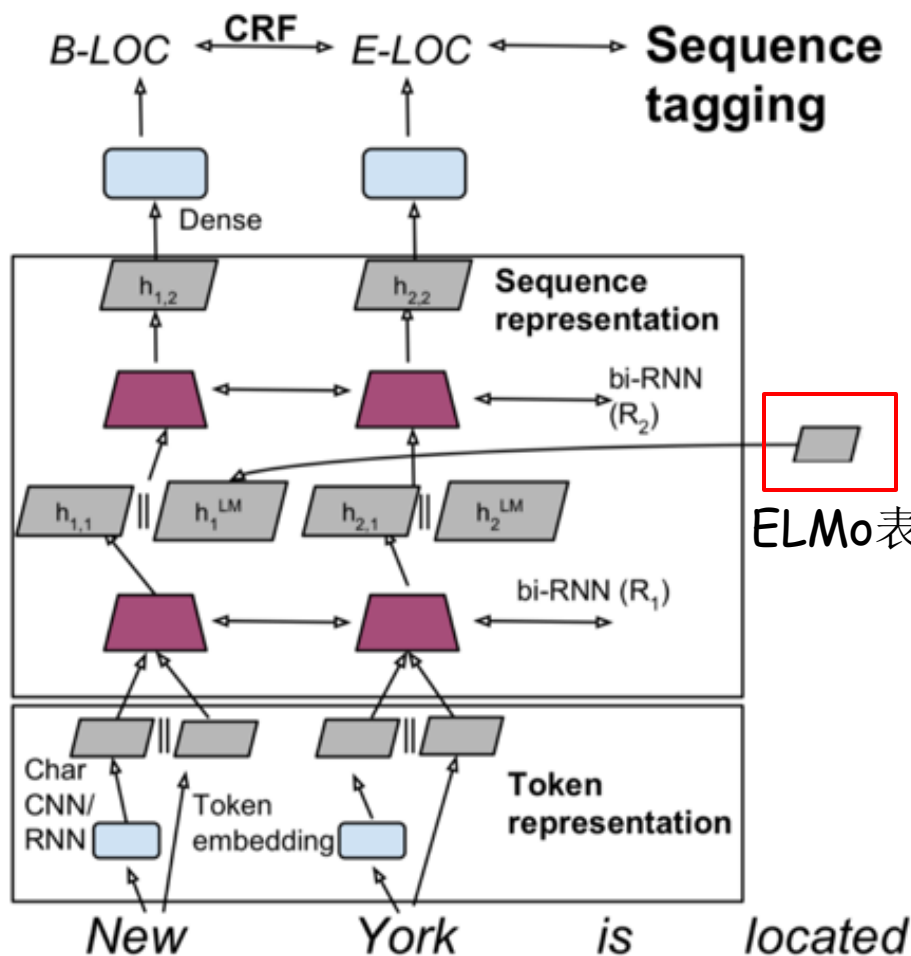 CRF
B-LOC E-LOC Sequence
tagging
Dense
h1,2 h2,2 Sequence
representation
bi-RNN
(R2)
h1,1 || h1LM h2,1 || h2LM
ELMo表
bi-RNN (R1)
|| ||
Char
CNN/
RNN
Token
embedding
Token
representation
New York is located